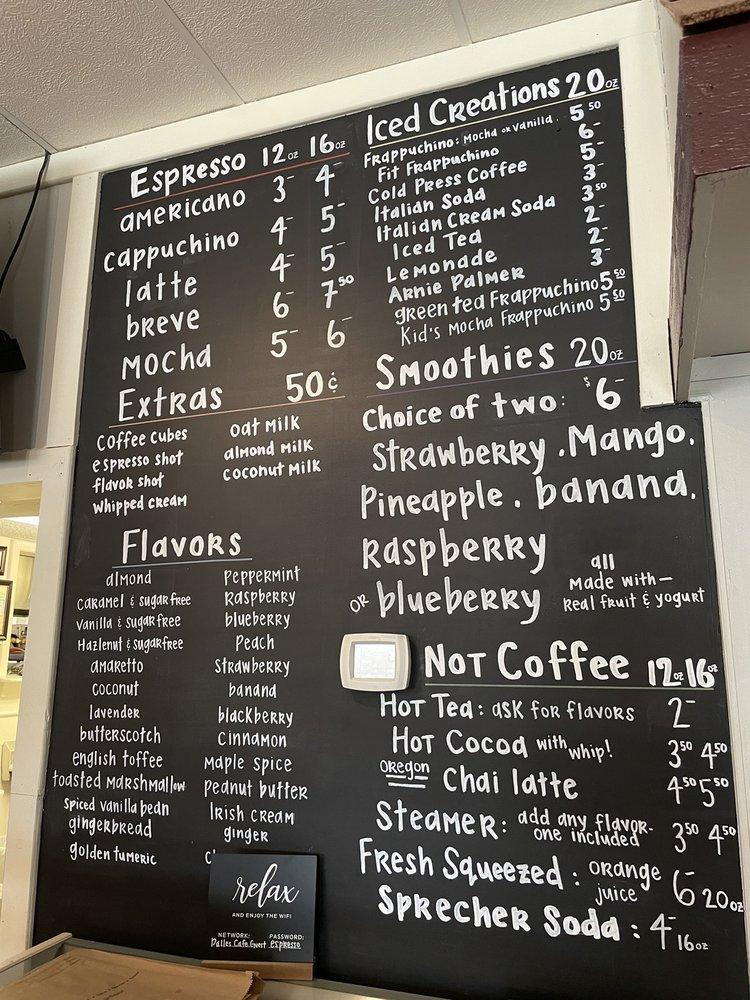 Espresso 12oz 16oz
americano 3- 4-
cappuchino 4- 5-
latte 4- 5-
breve 6- 7 50
Mocha 5- 6-
Extras 50¢
coffee cubes
espresso shot
flavor shot
whipped cream
oat Milk
almond Milk
coconut Milk
Flavors
almond
caramel & sugar free
vanilla & sugar free
Hazlenut & sugar free
amaretto
coconut
lavender
butterscotch
english toffee
toasted marshmallow
spiced vanilla bean
gingerbread
golden tumeric
peppermint
Raspberry
blueberry
Peach
strawberry
banana
blackberry
Cinnamon
Maple spice
peanut butter
Irish cream
ginger
Iced Creations 20oz
Frappuchino: Mocha or vanilla 5 50
Fit Frappuchino 6-
Cold Press Coffee 5-
Italian Soda 3-
Italian Cream Soda 3 50
Iced Tea 2-
Lemonade 2-
Arnie Palmer 3-
green tea Frappuchino 5 50
Kid's Mocha Frappuchino 5 50
Smoothies 20oz
Choice of two: $6-
Strawberry, Mango,
Pineapple, banana,
Raspberry
or blueberry
all
Made with-
Real fruit & yogurt
Not Coffee 12oz 16oz
Hot Tea: ask for flavors 2-
Hot Cocoa with whip! 3 50 4 50
oregon Chai latte 4 50 5 50
Steamer: add any flavor- one included 3 50 4 50
Fresh Squeezed: orange juice 6- 20oz
Sprecher Soda: 4- 16oz
relax
AND ENJOY THE WIFI
NETWORK: PASSWORD:
Dalles Cafe Guest espresso